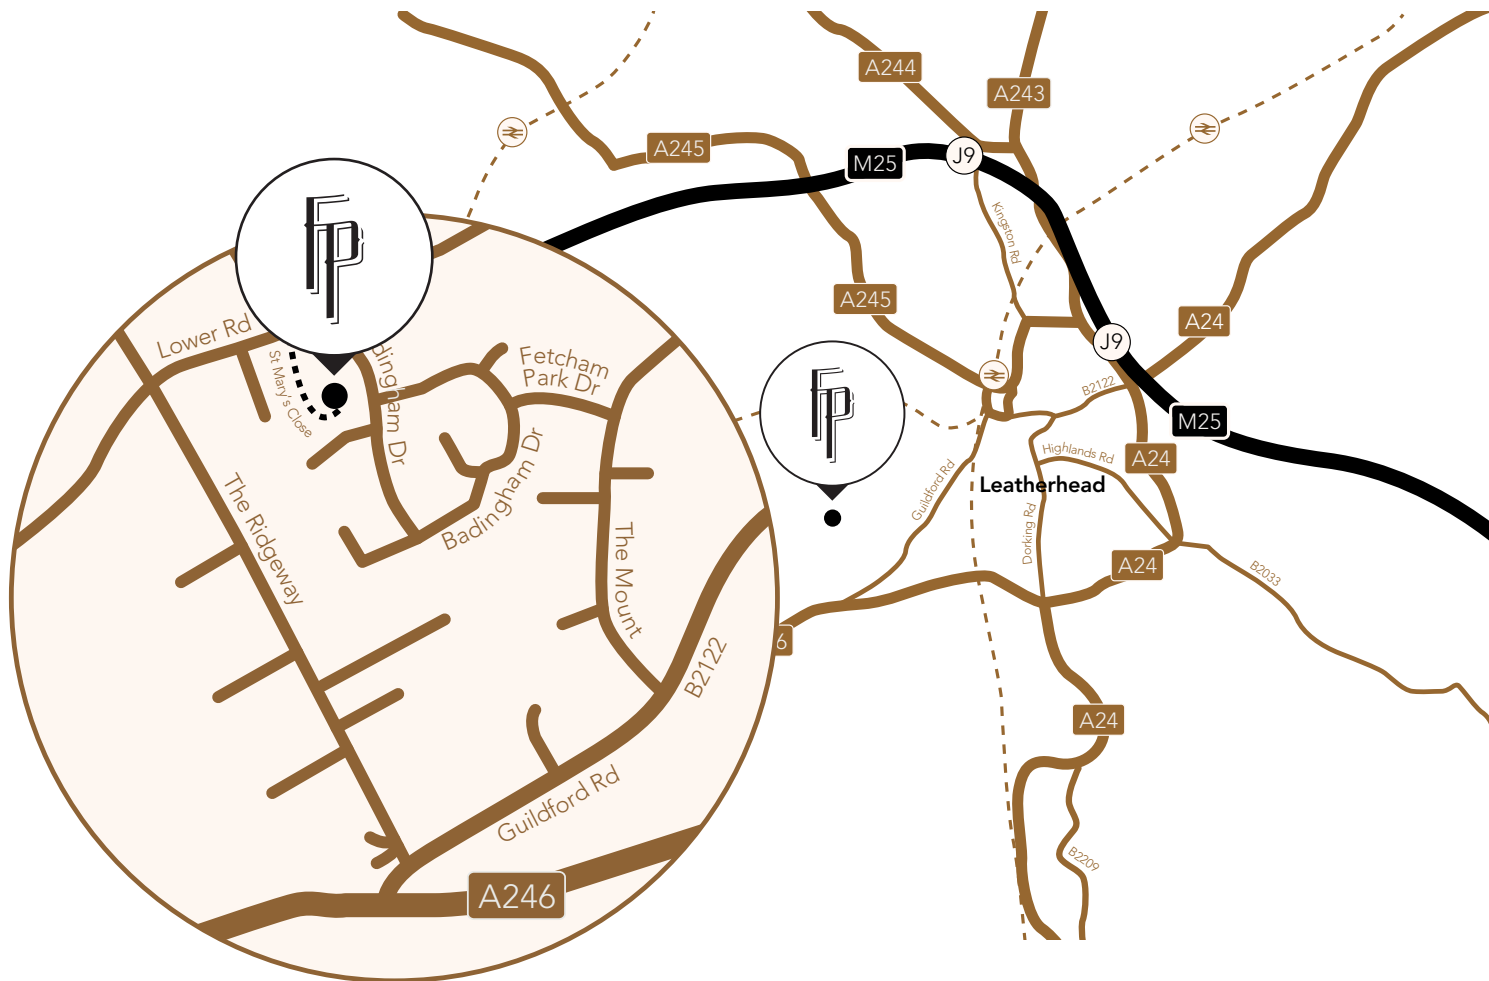 A244
A243
A245
M25
J9
Kingston Rd
A245
A24
J9
B2122
M25
Highlands Rd
A24
Leatherhead
Guildford Rd
Dorking Rd
A24
B2033
6
A24
B2209
FP
FP
Lower Rd
St Mary's Close
dingham Dr
Fetcham
Park Dr
Badingham Dr
The Ridgeway
The Mount
B2122
Guildford Rd
A246